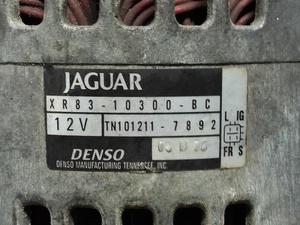 JAGUAR
XR83-10300-BC
12V TN101211-7892
L IG
DENSO
FR S
DENSO MANUFACTURING TENNESSEE, INC.